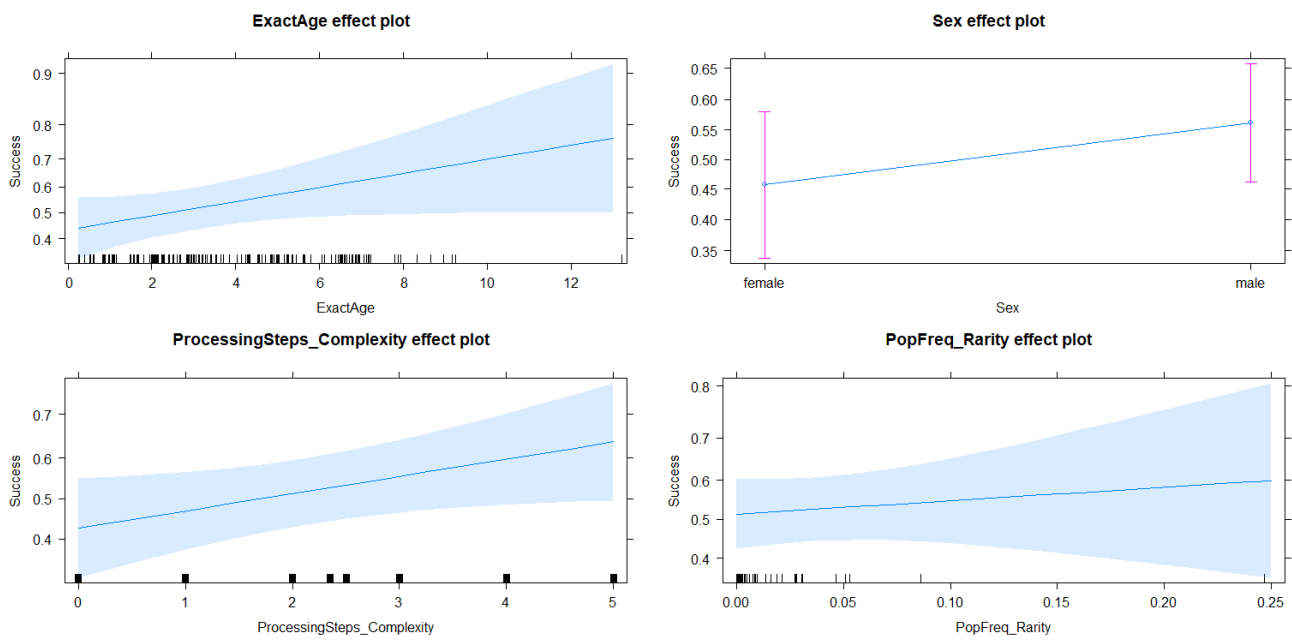 ExactAge effect plot
0.9
0.8
0.7
0.6
0.5
0.4
Success
0 2 4 6 8 10 12
ExactAge
Sex effect plot
0.65
0.60
0.55
0.50
0.45
0.40
0.35
Success
female male
Sex
ProcessingSteps_Complexity effect plot
0.7
0.6
0.5
0.4
Success
0 1 2 3 4 5
ProcessingSteps_Complexity
PopFreq_Rarity effect plot
0.8
0.7
0.6
0.5
0.4
Success
0.00 0.05 0.10 0.15 0.20 0.25
PopFreq_Rarity